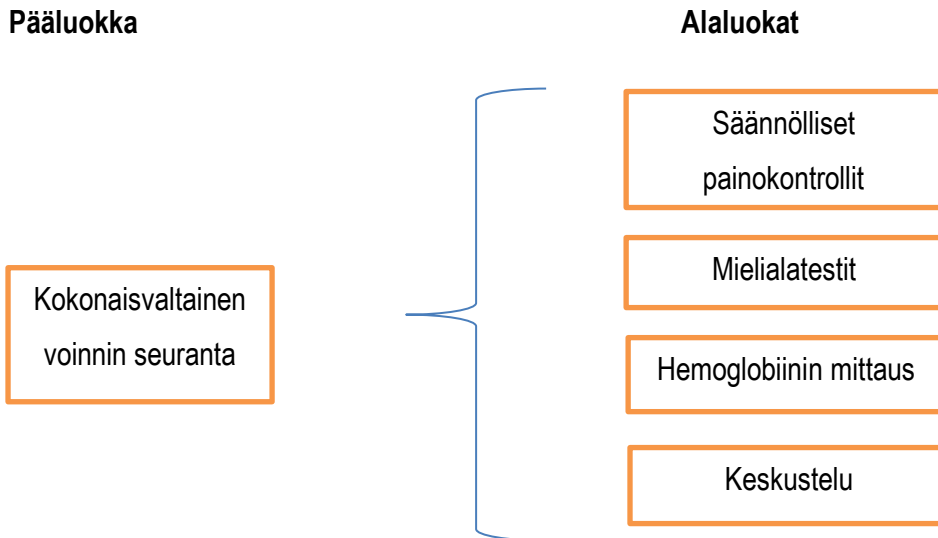 Pääluokka
Alaluokat
Säännölliset
painokontrollit
Mielialatestit
Kokonaisvaltainen
voinnin seuranta
Hemoglobiinin mittaus
Keskustelu